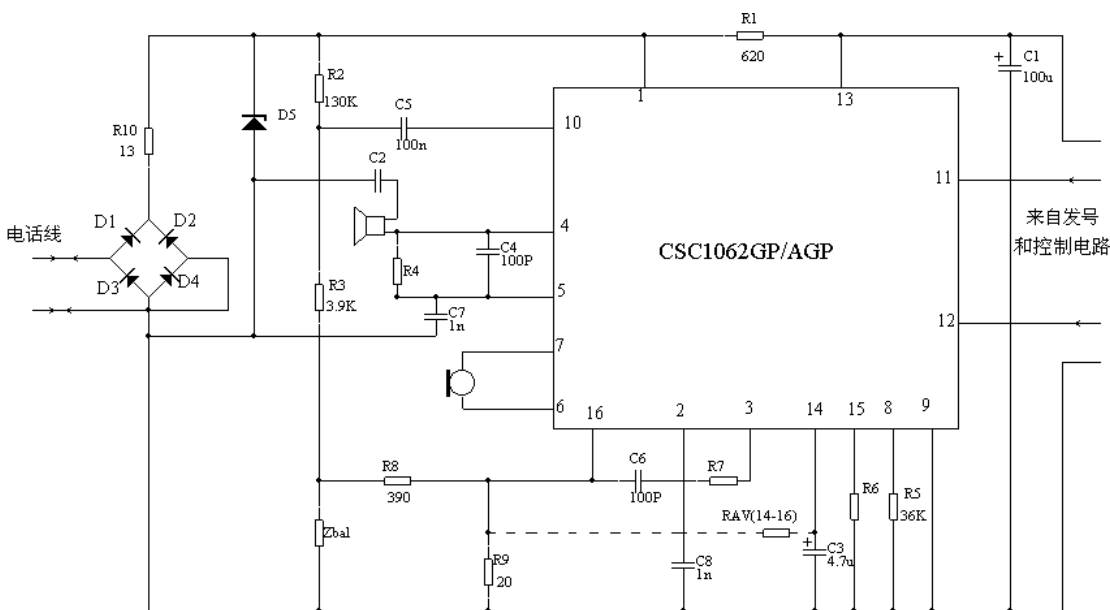 R1
620
C1
100u
R2
130K
C5
100n
D5
R10
13
1
13
10
11
C2
D1
D2
电话线
D3
D4
4
C4
100P
R4
CSC1062GP/AGP
来自发号
和控制电路
R3
3.9K
5
C7
1n
12
7
6
16
2
3
14
15
8
9
R8
390
C6
100P
R7
R6
R5
36K
RAV(14-16)
Zbal
C3
4.7u
R9
20
C8
1n